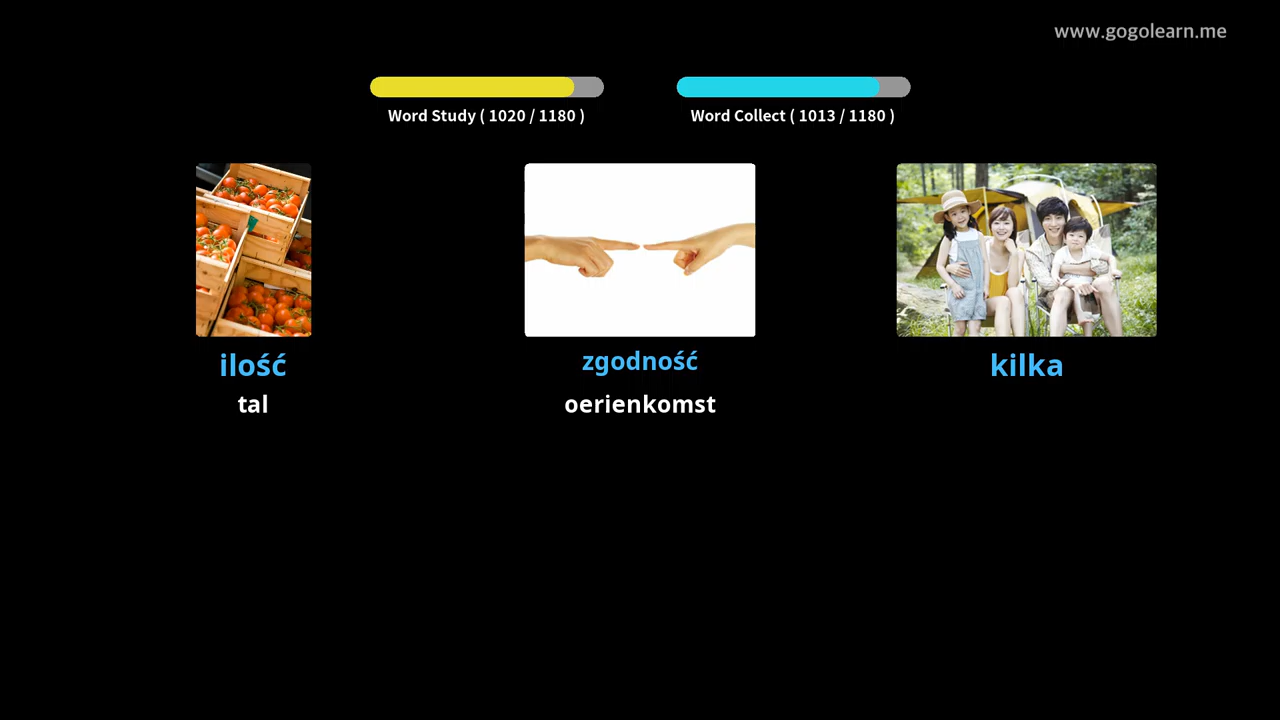 www.gogolearn.me
Word Study ( 1020 / 1180 )
Word Collect ( 1013 / 1180 )
ilość
zgodność
kilka
tal
oerienkomst